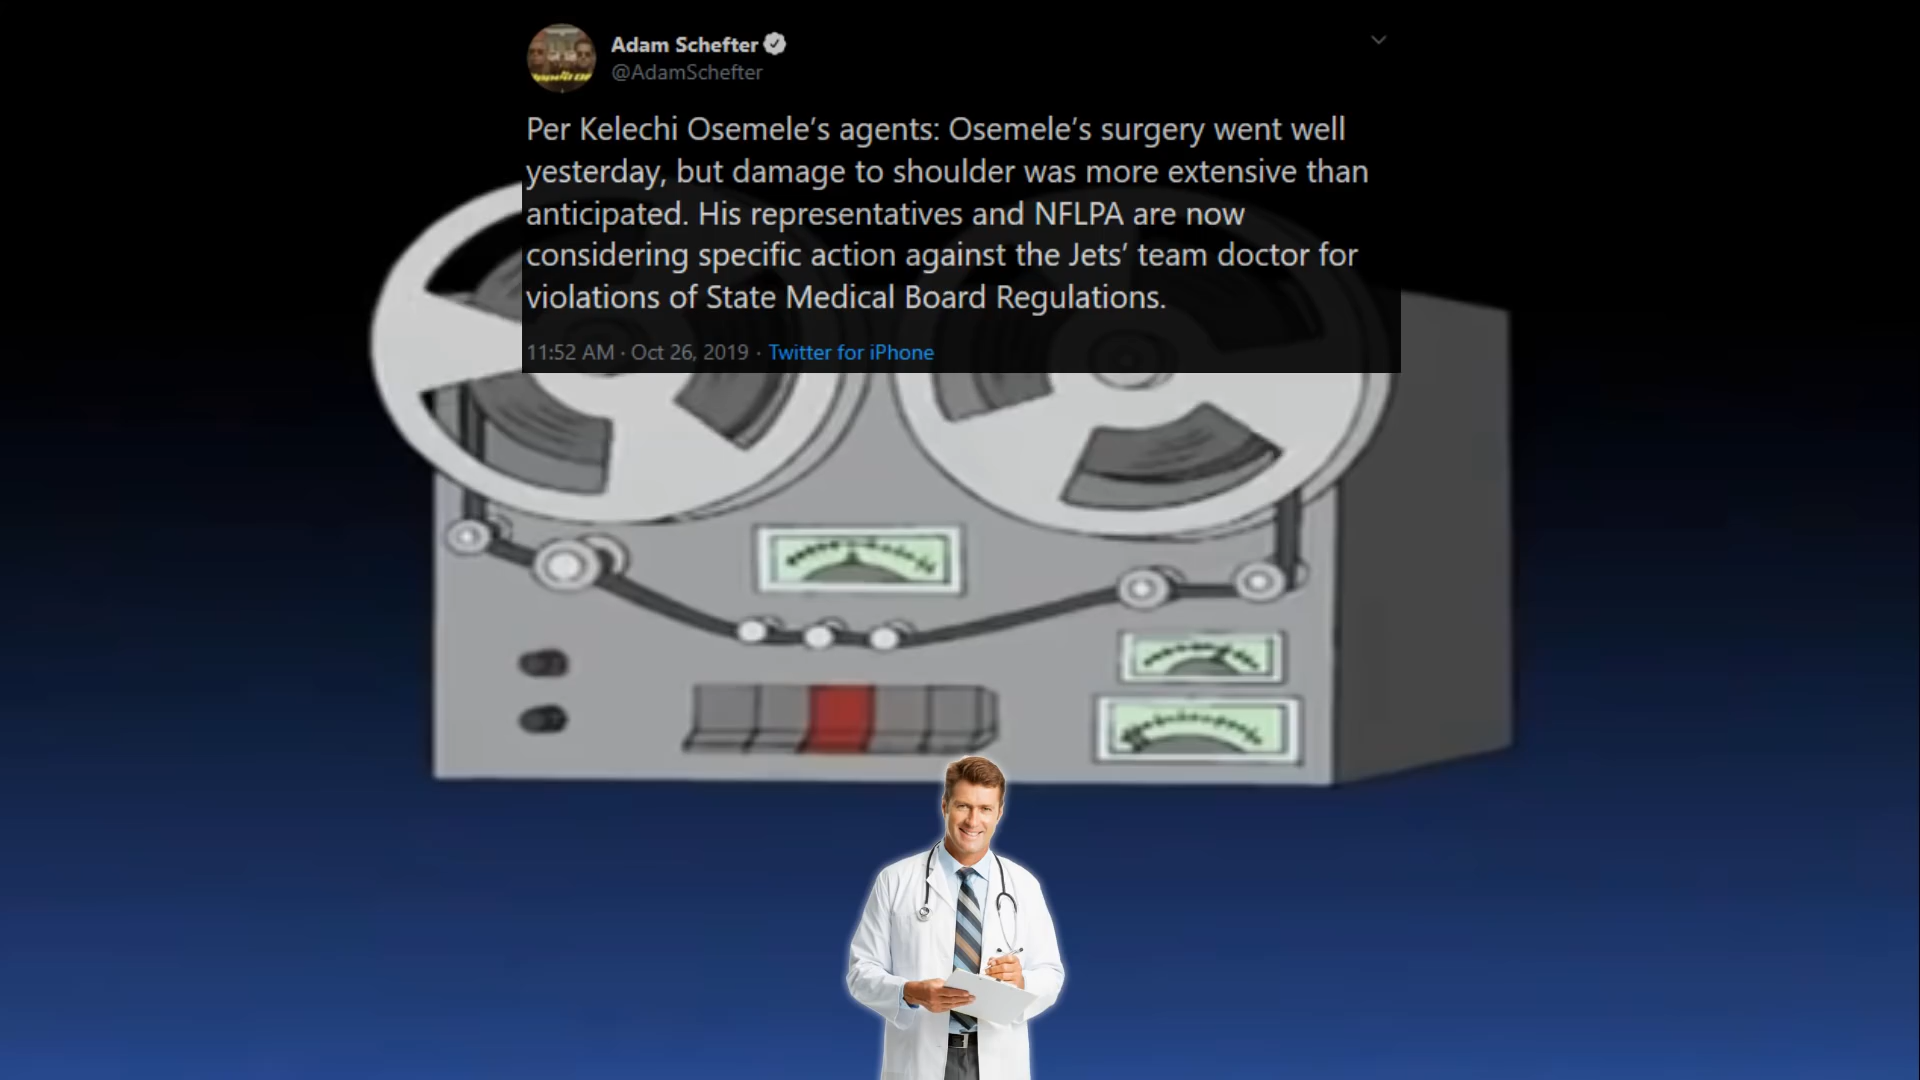 Adam Schefter
@AdamSchefter
Per Kelechi Osemele’s agents: Osemele’s surgery went well
yesterday, but damage to shoulder was more extensive than
anticipated. His representatives and NFLPA are now
considering specific action against the Jets’ team doctor for
violations of State Medical Board Regulations.
11:52 AM · Oct 26, 2019 · Twitter for iPhone